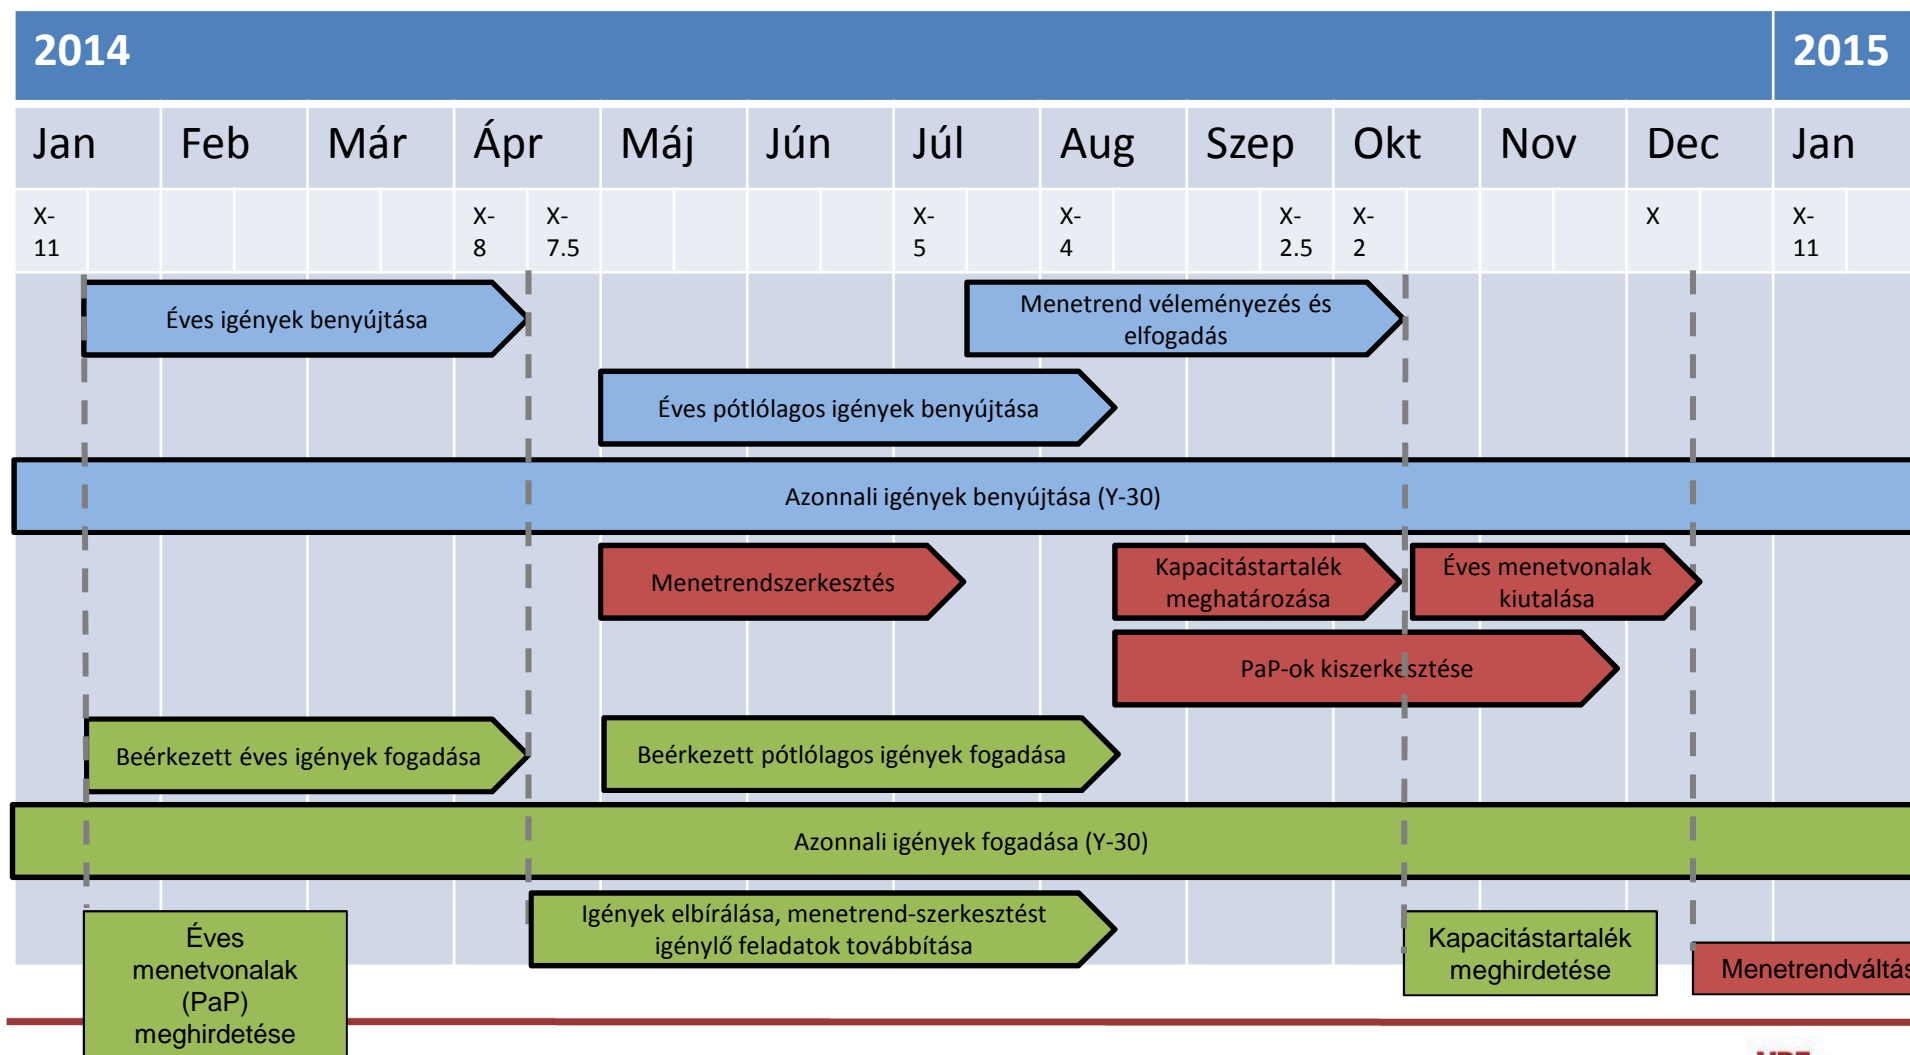 2014 2015
Jan Feb Már Ápr Máj Jún Júl Aug Szep Okt Nov Dec Jan
X- X- X- X- X- X- X- X X-
11 8 7.5 5 4 2.5 2 11
Éves igények benyújtása
Menetrend véleményezés és
elfogadás
Éves pótlólagos igények benyújtása
Azonnali igények benyújtása (Y-30)
Menetrendszerkesztés
Kapacitástartalék
meghatározása
Éves menetvonalak
kiutalása
PaP-ok kiszerkesztése
Beérkezett éves igények fogadása
Beérkezett pótlólagos igények fogadása
Azonnali igények fogadása (Y-30)
Igények elbírálása, menetrend-szerkesztést
igénylő feladatok továbbítása
Éves
menetvonalak
(PaP)
meghirdetése
Kapacitástartalék
meghirdetése
Menetrendváltás